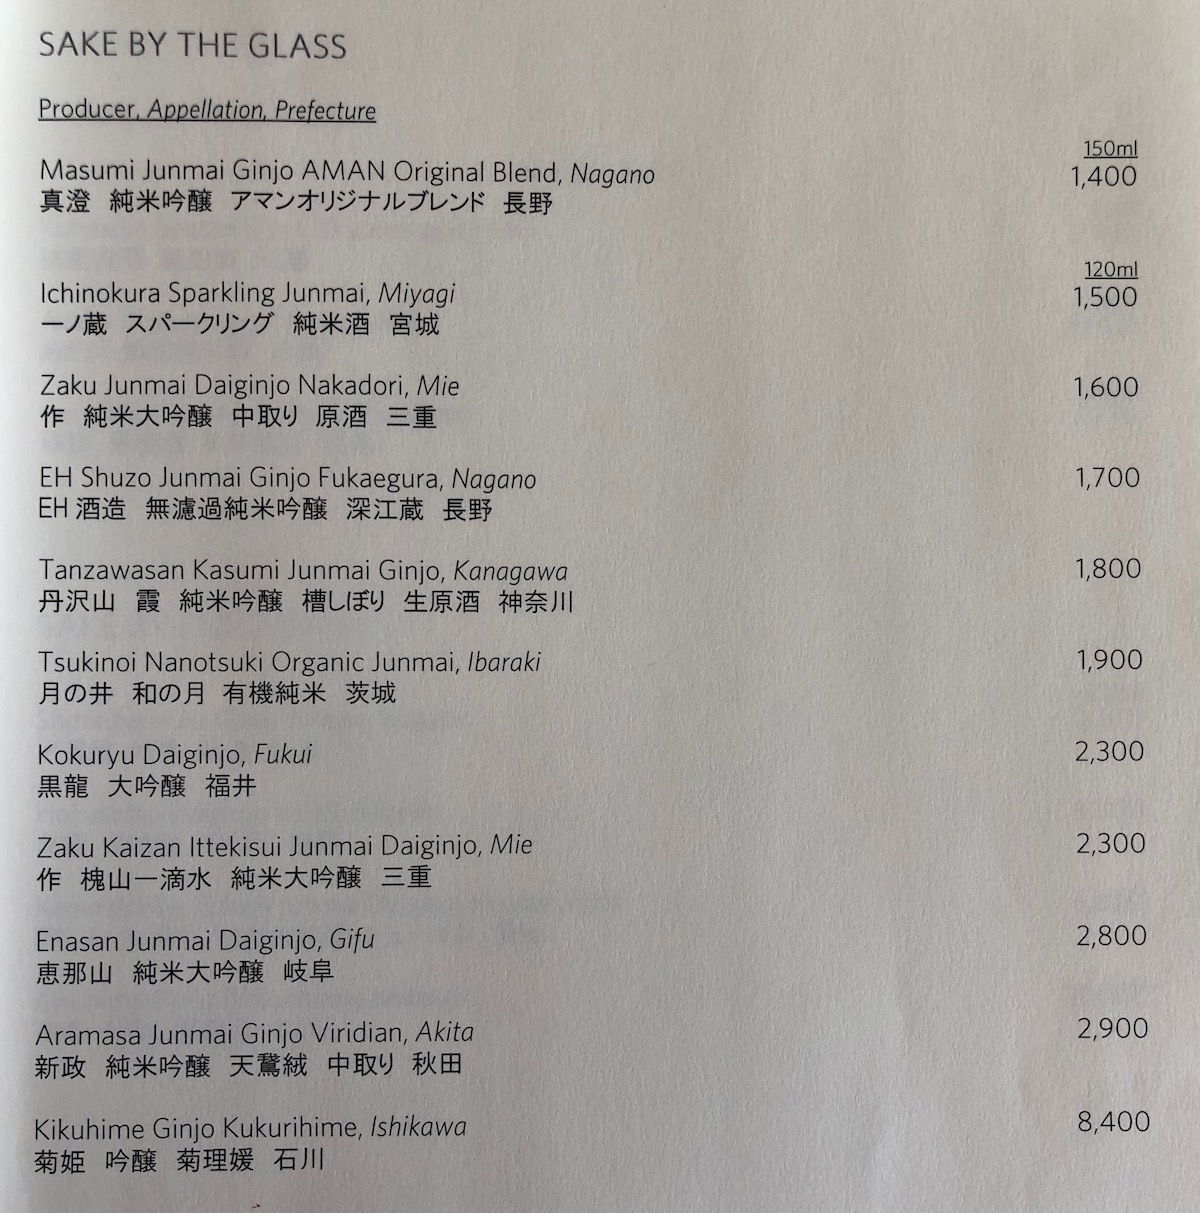 SAKE BY THE GLASS
Producer, Appellation, Prefecture
150ml
Masumi Junmai Ginjo AMAN Original Blend, Nagano 1,400
真澄 純米吟醸 アマンオリジナルブレンド 長野
120ml
Ichinokura Sparkling Junmai, Miyagi 1,500
一ノ蔵 スパークリング 純米酒 宮城
Zaku Junmai Daiginjo Nakadori, Mie 1,600
作 純米大吟醸 中取り 原酒 三重
EH Shuzo Junmai Ginjo Fukaegura, Nagano 1,700
EH 酒造 無濾過純米吟醸 深江蔵 長野
Tanzawasan Kasumi Junmai Ginjo, Kanagawa 1,800
丹沢山 霞 純米吟醸 槽しぼり 生原酒 神奈川
Tsukinoi Nanotsuki Organic Junmai, Ibaraki 1,900
月の井 和の月 有機純米 茨城
Kokuryu Daiginjo, Fukui 2,300
黒龍 大吟醸 福井
Zaku Kaizan Ittekisui Junmai Daiginjo, Mie 2,300
作 槐山一滴水 純米大吟醸 三重
Enasan Junmai Daiginjo, Gifu 2,800
恵那山 純米大吟醸 岐阜
Aramasa Junmai Ginjo Viridian, Akita 2,900
新政 純米吟醸 天鵞絨 中取り 秋田
Kikuhime Ginjo Kukurihime, Ishikawa 8,400
菊姫 吟醸 菊理媛 石川